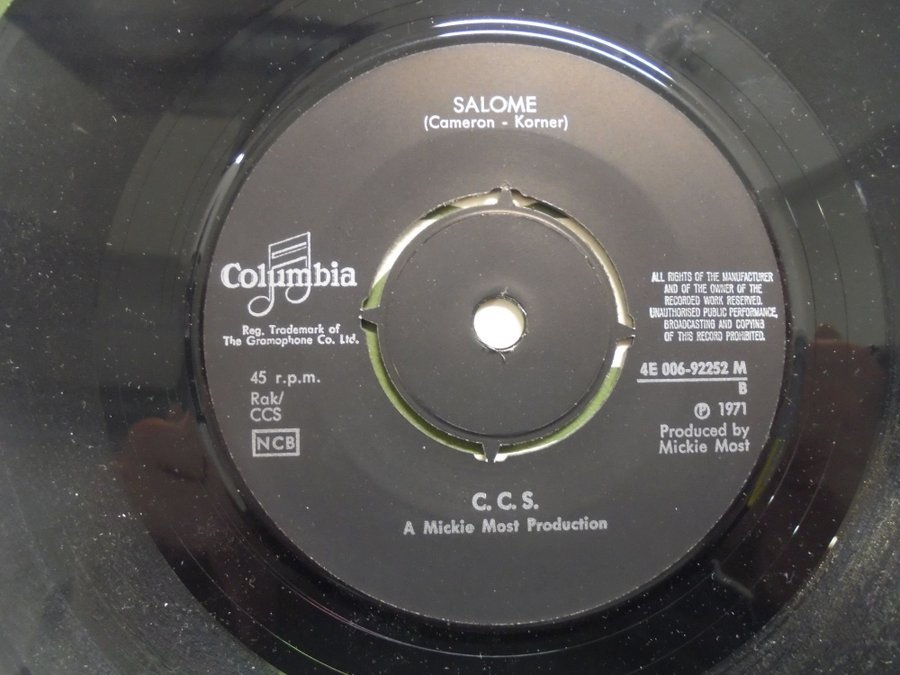 SALOME
(Cameron - Korner)
Columbia
Reg. Trademark of
The Gramophone Co. Ltd.
45 r.p.m.
Rak/
CCS
NCB
ALL RIGHTS OF THE MANUFACTURER
AND OF THE OWNER OF THE
RECORDED WORK RESERVED.
UNAUTHORISED PUBLIC PERFORMANCE,
BROADCASTING AND COPYING
OF THIS RECORD PROHIBITED.
4E 006-92252 M
B
℗ 1971
Produced by
Mickie Most
C. C. S.
A Mickie Most Production